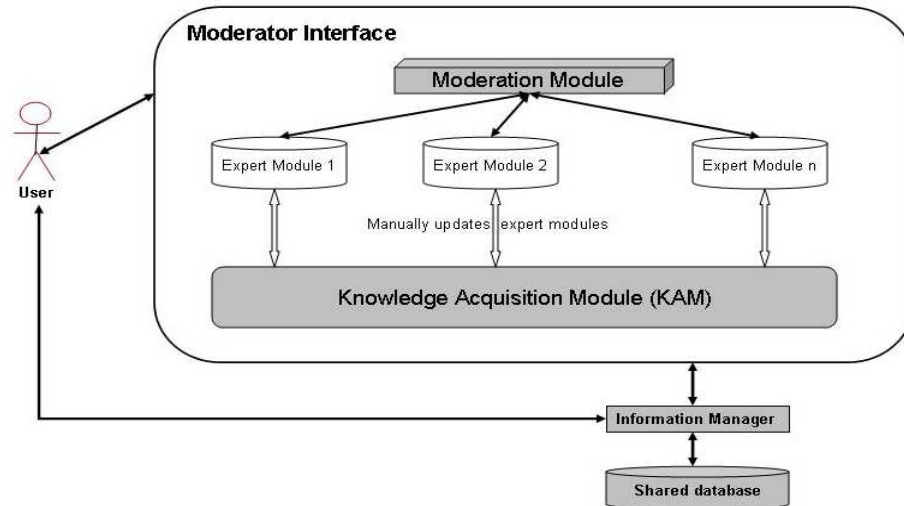 Moderator Interface
Moderation Module
Expert Module 1
Expert Module 2
Expert Module n
User
Manually updates expert modules
Knowledge Acquisition Module (KAM)
Information Manager
Shared database